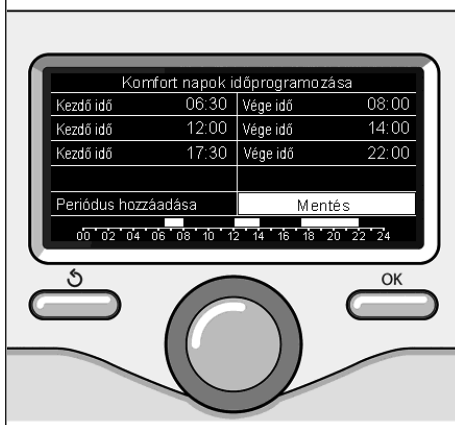 Komfort napok időprogramozása
Kezdő idő 06:30 Vége idő 08:00
Kezdő idő 12:00 Vége idő 14:00
Kezdő idő 17:30 Vége idő 22:00
Periódus hozzáadása Mentés
00 02 04 06 08 10 12 14 16 18 20 22 24
OK